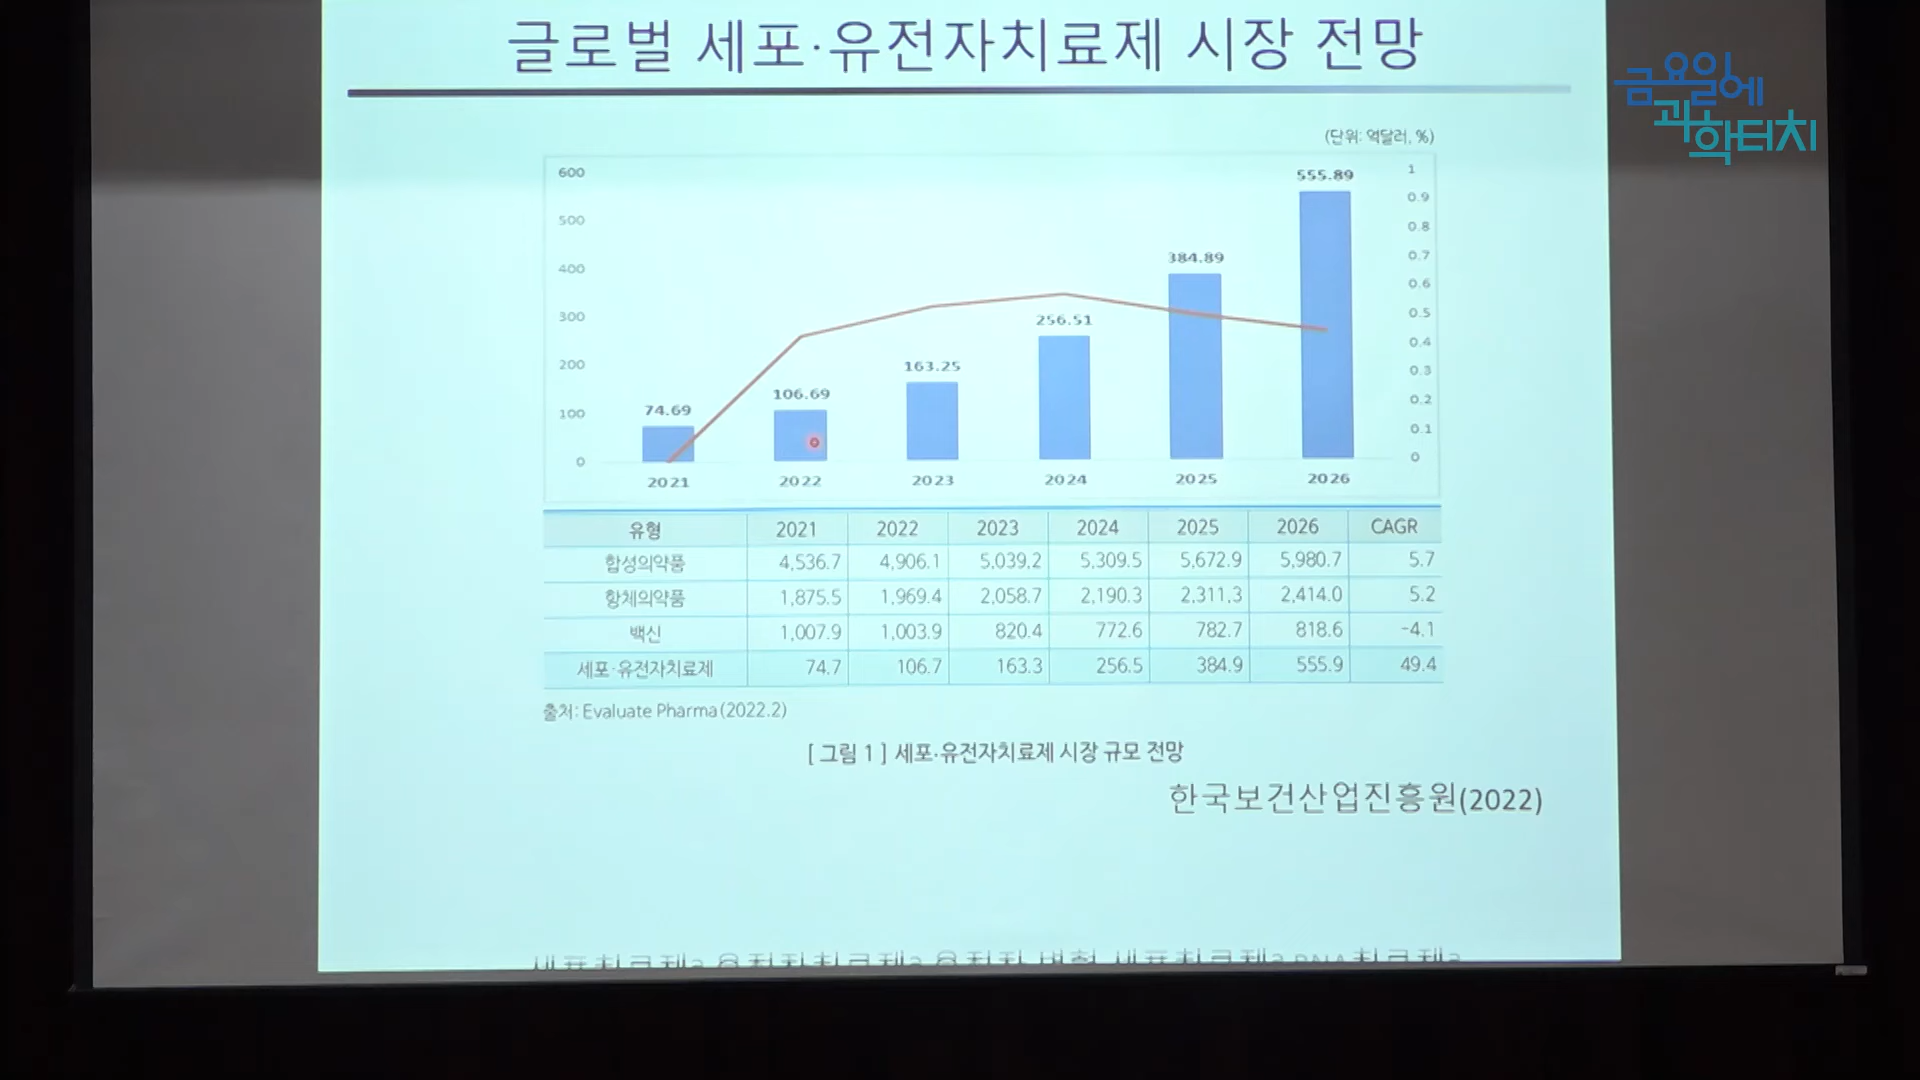 글로벌 세포·유전자치료제 시장 전망
금요일에
과학터치
(단위: 억달러, %)
600
500
400
300
200
100
0
1
0.9
0.8
0.7
0.6
0.5
0.4
0.3
0.2
0.1
0
74.69
106.69
163.25
256.51
384.89
555.89
2021 2022 2023 2024 2025 2026
유형 2021 2022 2023 2024 2025 2026 CAGR
합성의약품 4,536.7 4,906.1 5,039.2 5,309.5 5,672.9 5,980.7 5.7
항체의약품 1,875.5 1,969.4 2,058.7 2,190.3 2,311.3 2,414.0 5.2
백신 1,007.9 1,003.9 820.4 772.6 782.7 818.6 -4.1
세포·유전자치료제 74.7 106.7 163.3 256.5 384.9 555.9 49.4
출처: Evaluate Pharma(2022.2)
[ 그림 1 ] 세포·유전자치료제 시장 규모 전망
한국보건산업진흥원(2022)